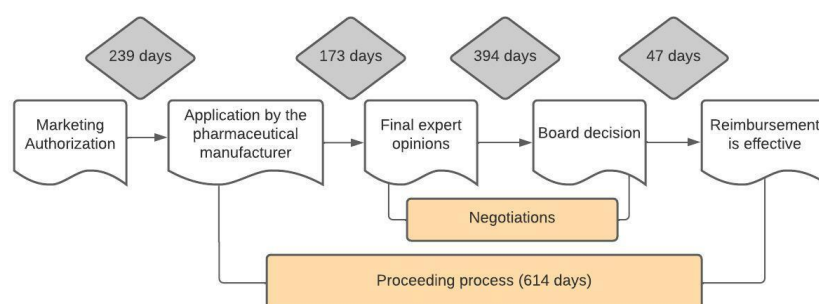 239 days
173 days
394 days
47 days
Marketing
Authorization
Application by the
pharmaceutical
manufacturer
Final expert
opinions
Board decision
Reimbursement
is effective
Negotiations
Proceeding process (614 days)